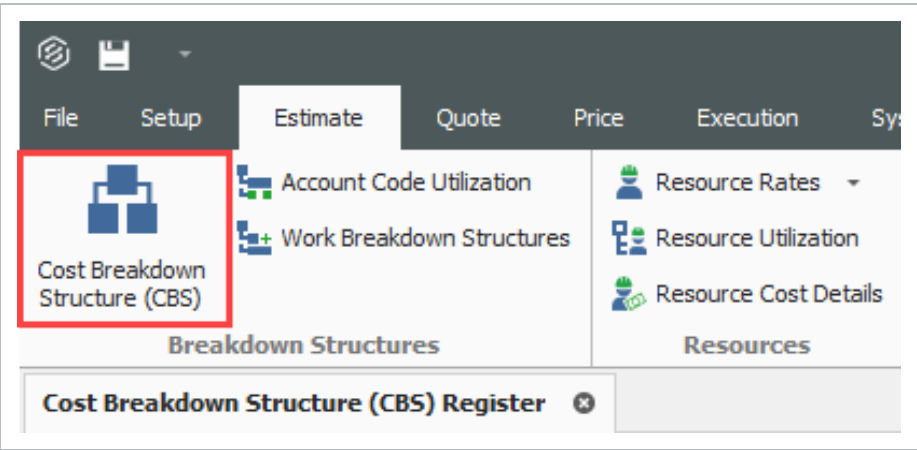 File Setup Estimate Quote Price Execution
Account Code Utilization
Work Breakdown Structures
Cost Breakdown
Structure (CBS)
Breakdown Structures
Resource Rates
Resource Utilization
Resource Cost Details
Resources
Cost Breakdown Structure (CBS) Register